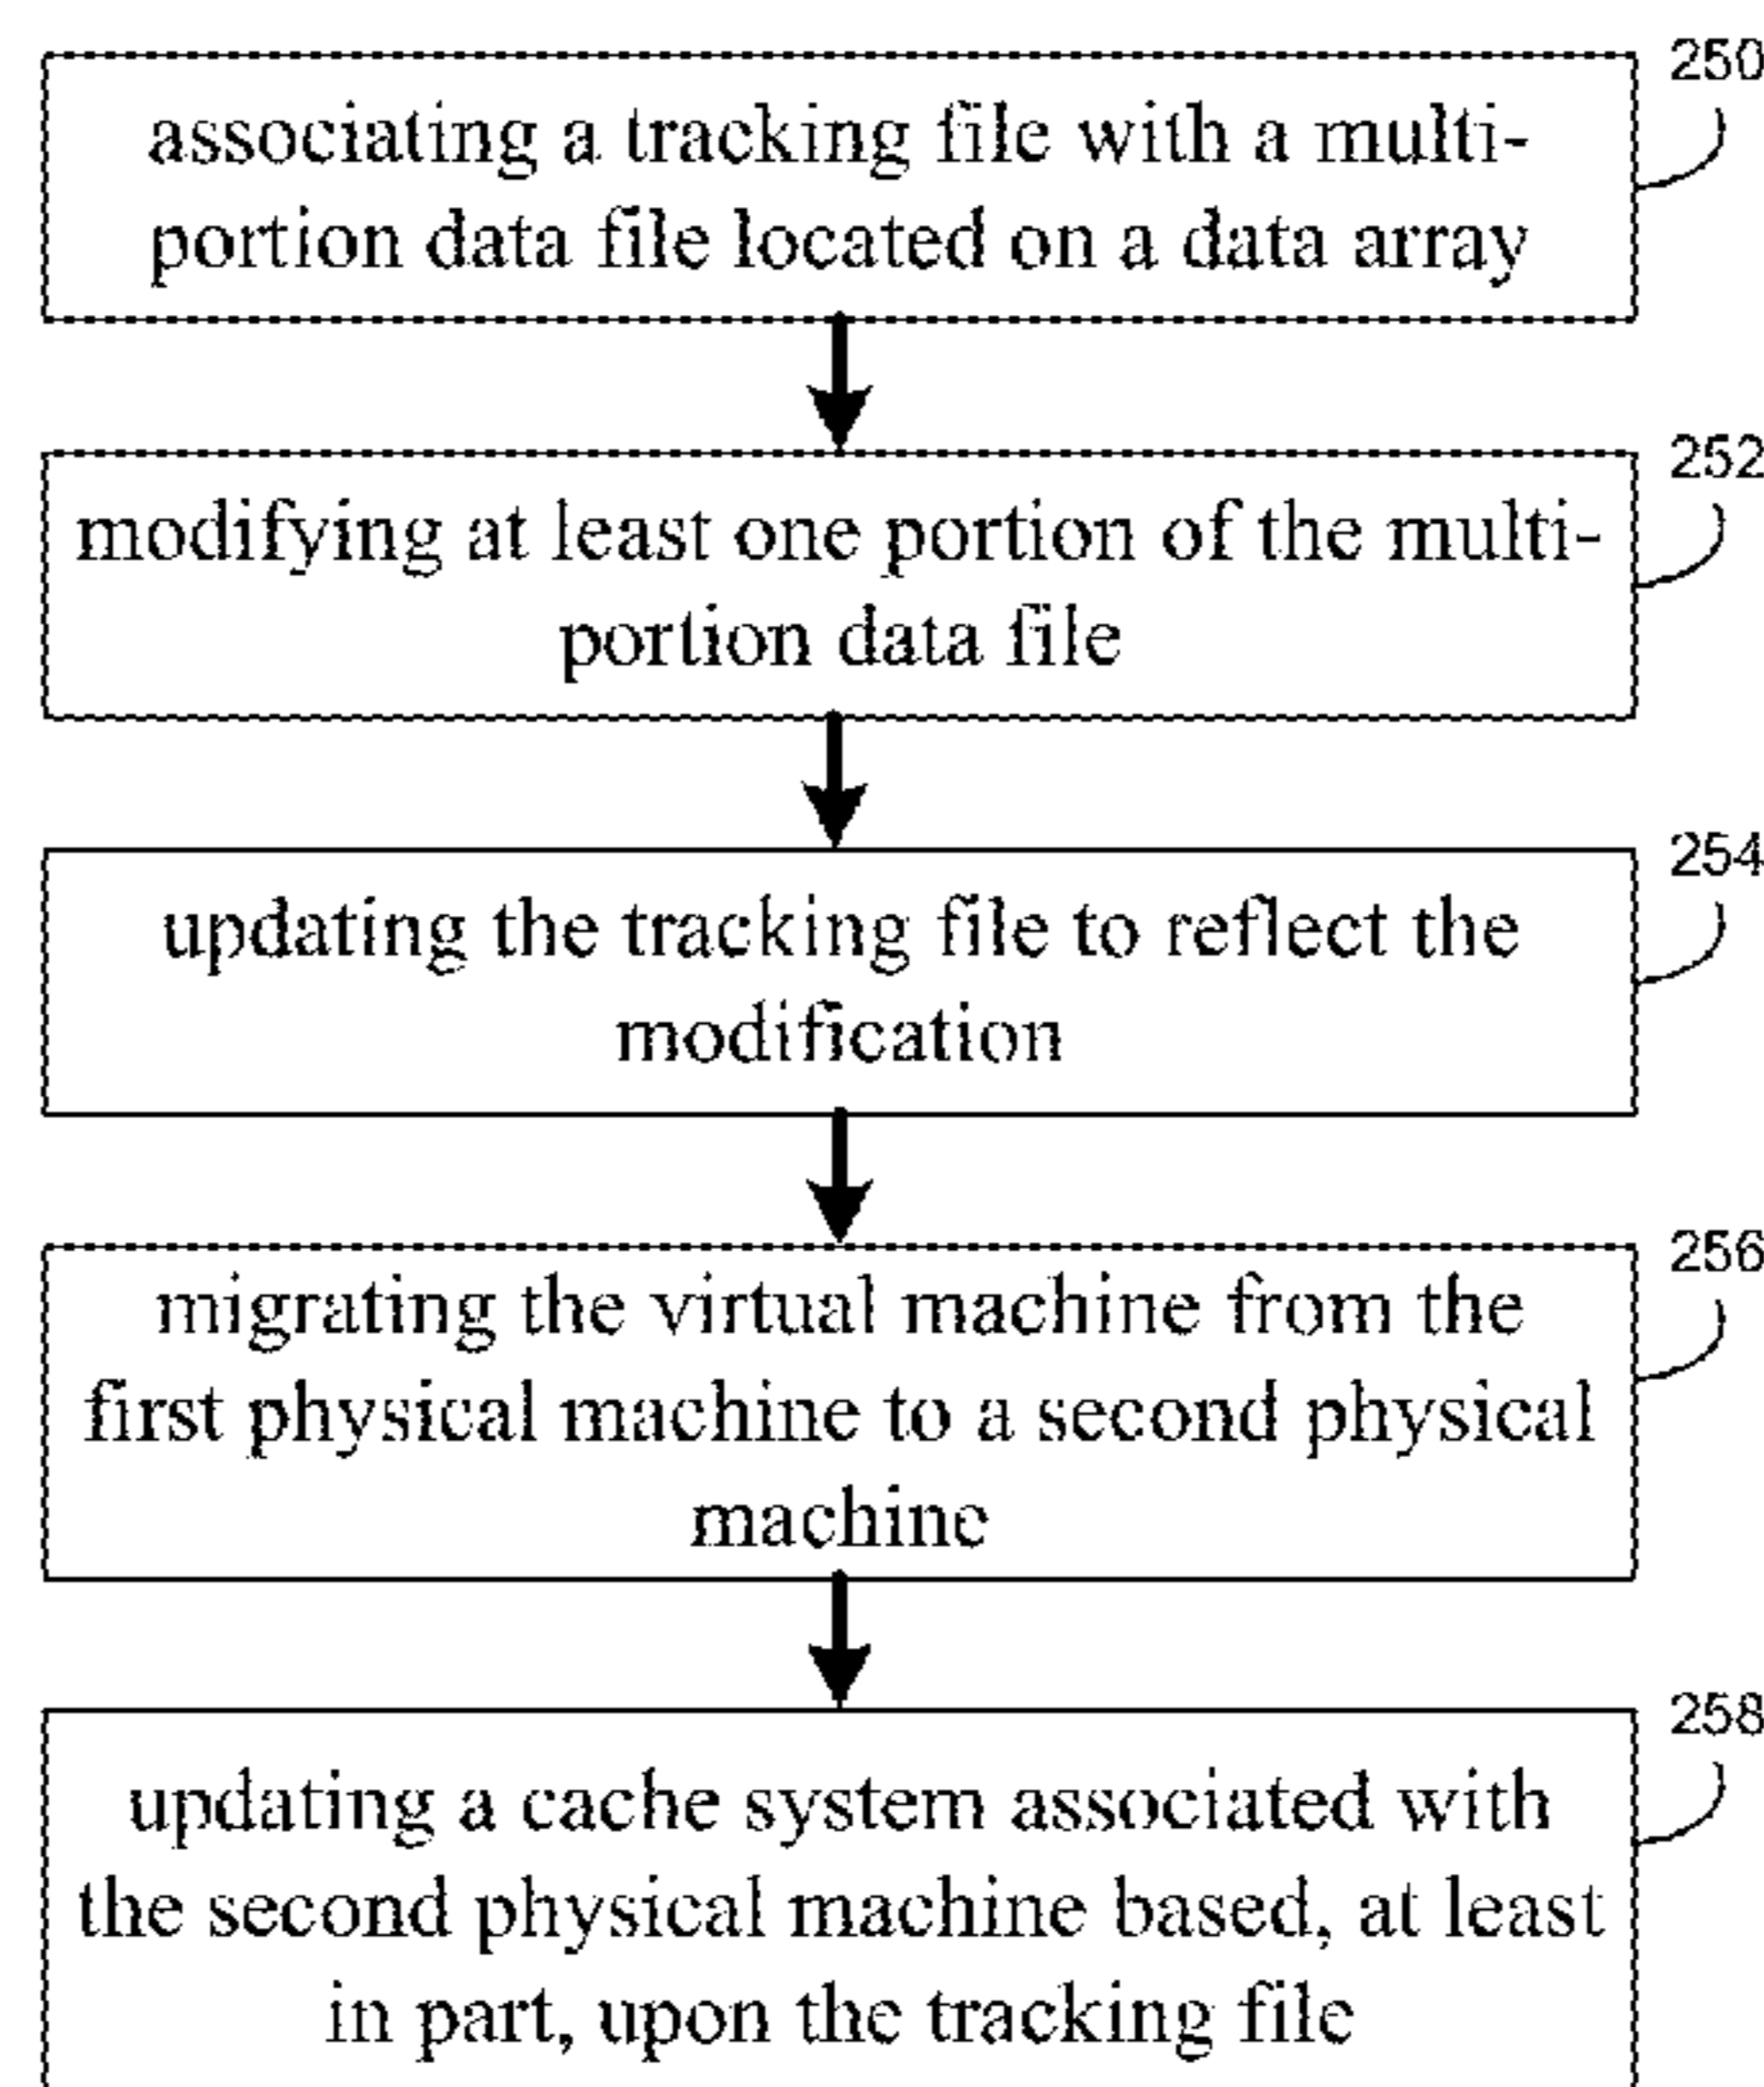 250
associating a tracking file with a multi-
portion data file located on a data array
252
modifying at least one portion of the multi-
portion data file
254
updating the tracking file to reflect the
modification
256
migrating the virtual machine from the
first physical machine to a second physical
machine
258
updating a cache system associated with
the second physical machine based, at least
in part, upon the tracking file